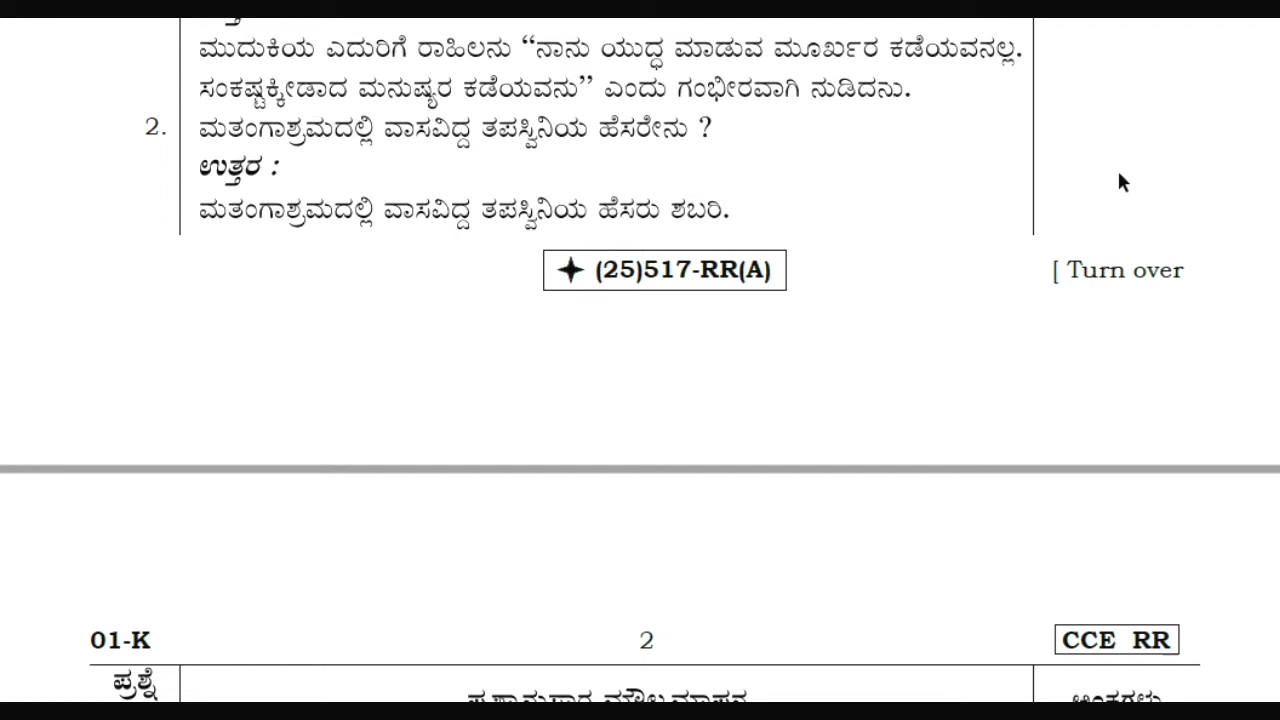 ಮುದುಕಿಯ ಎದುರಿಗೆ ರಾಹಿಲನು “ನಾನು ಯುದ್ಧ ಮಾಡುವ ಮೂರ್ಖರ ಕಡೆಯವನಲ್ಲ.
ಸಂಕಷ್ಟಕ್ಕೀಡಾದ ಮನುಷ್ಯರ ಕಡೆಯವನು” ಎಂದು ಗಂಭೀರವಾಗಿ ನುಡಿದನು.
2. ಮತಂಗಾಶ್ರಮದಲ್ಲಿ ವಾಸವಿದ್ದ ತಪಸ್ವಿನಿಯ ಹೆಸರೇನು ?
ಉತ್ತರ :
ಮತಂಗಾಶ್ರಮದಲ್ಲಿ ವಾಸವಿದ್ದ ತಪಸ್ವಿನಿಯ ಹೆಸರು ಶಬರಿ.
(25)517-RR(A) [ Turn over
01-K 2 CCE RR
ಪ್ರಶ್ನೆ